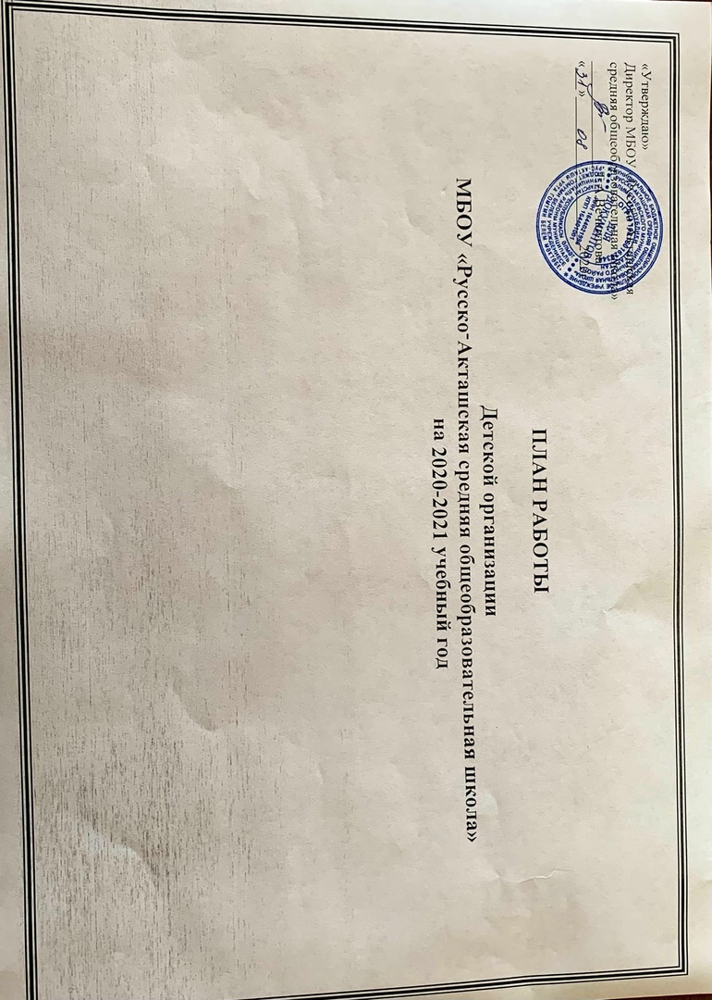 «Утверждаю»
Директор МБОУ
средняя общеобразовательная школа»
«31» 08
ПЛАН РАБОТЫ
Детской организации
МБОУ «Русско-Акташская средняя общеобразовательная школа»
на 2020-2021 учебный год